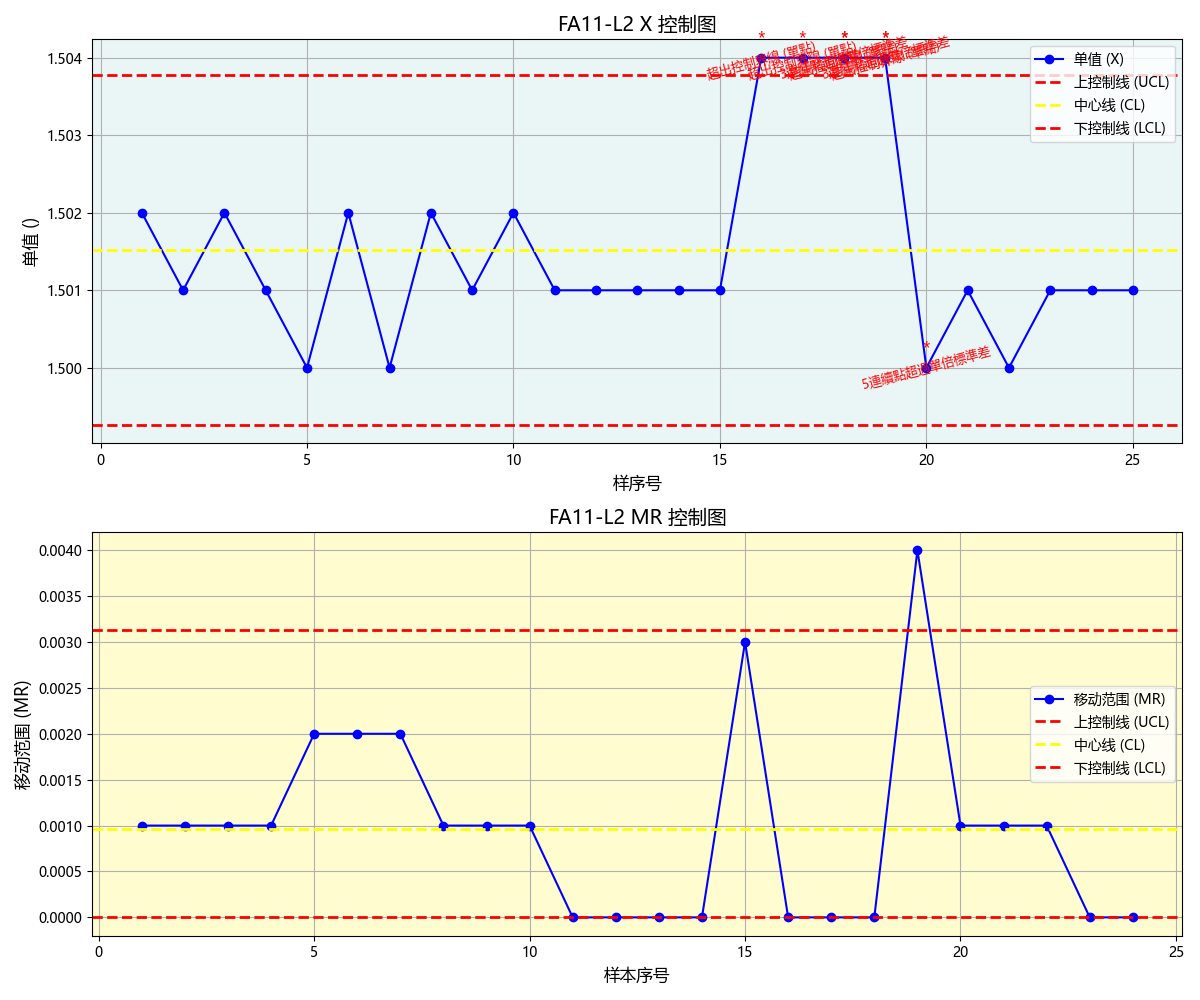 FA11-L2 X 控制图
单值 ()
1.504
1.503
1.502
1.501
1.500
单值 (X)
上控制线 (UCL)
中心线 (CL)
下控制线 (LCL)
5連續點超過單倍標準差
0 5 10 15 20 25
样序号
FA11-L2 MR 控制图
移动范围 (MR)
0.0040
0.0035
0.0030
0.0025
0.0020
0.0015
0.0010
0.0005
0.0000
移动范围 (MR)
上控制线 (UCL)
中心线 (CL)
下控制线 (LCL)
0 5 10 15 20 25
样本序号